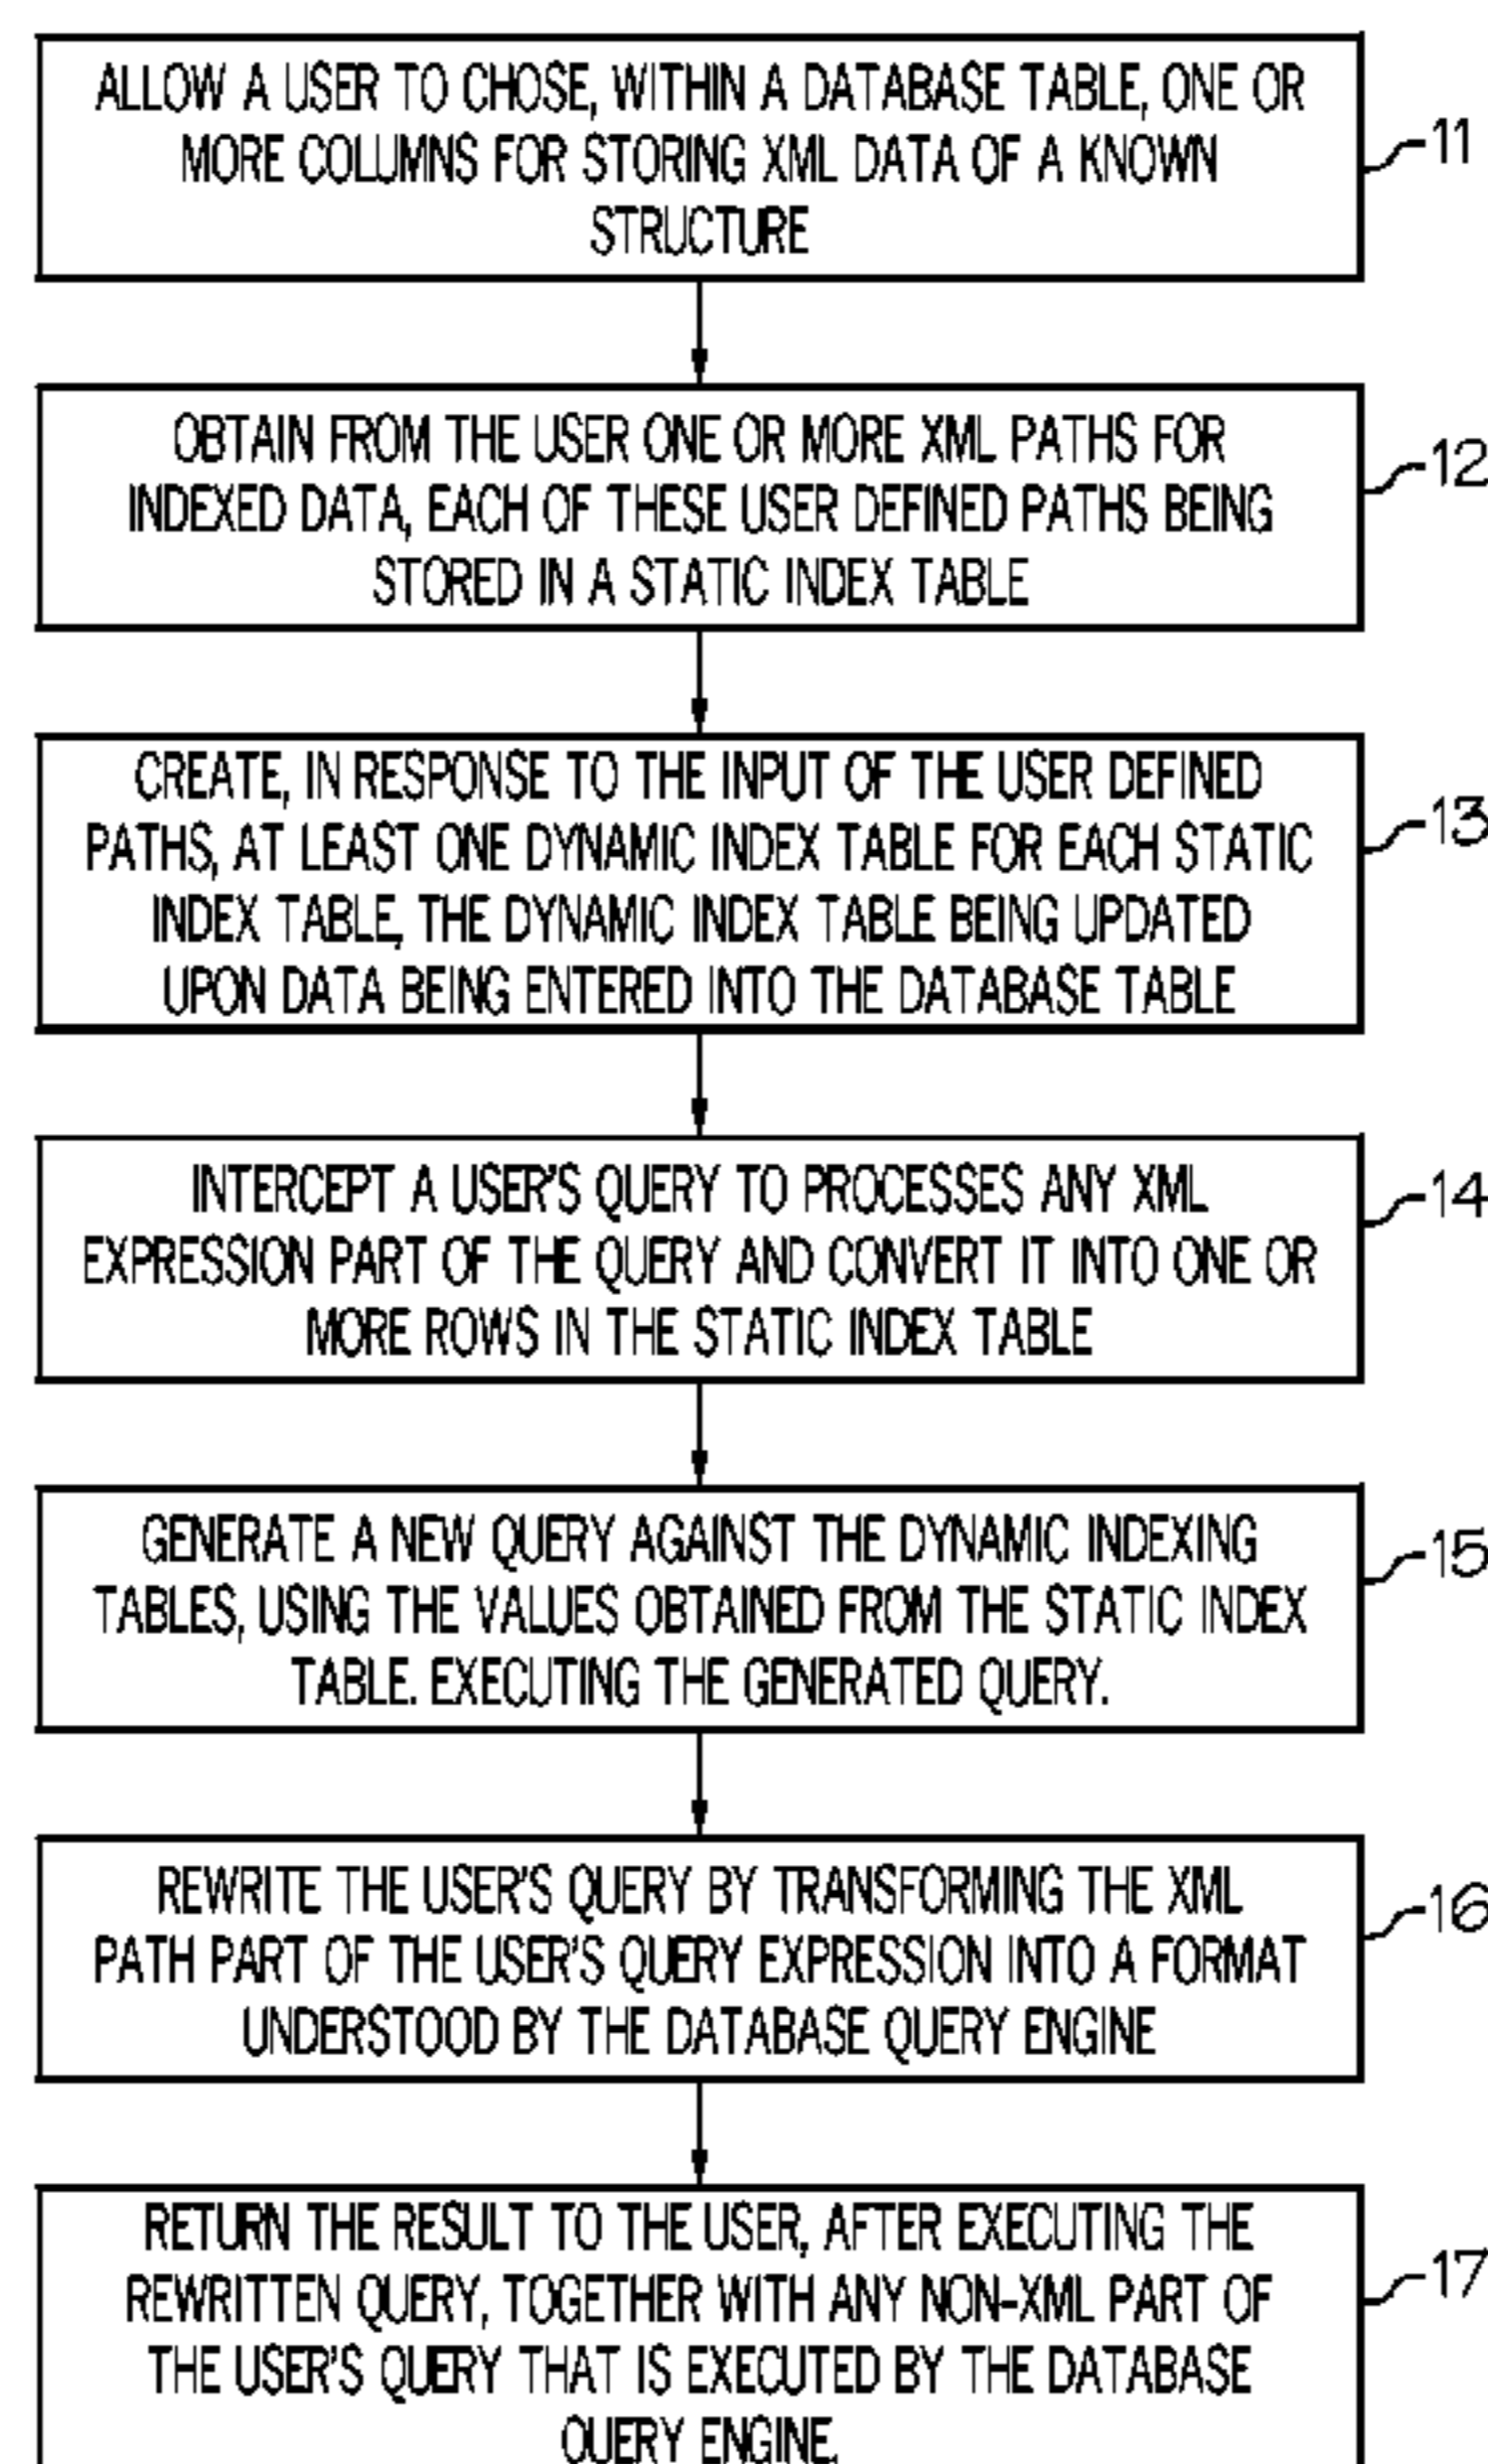 ALLOW A USER TO CHOSE, WITHIN A DATABASE TABLE, ONE OR
MORE COLUMNS FOR STORING XML DATA OF A KNOWN
STRUCTURE
11
OBTAIN FROM THE USER ONE OR MORE XML PATHS FOR
INDEXED DATA, EACH OF THESE USER DEFINED PATHS BEING
STORED IN A STATIC INDEX TABLE
12
CREATE, IN RESPONSE TO THE INPUT OF THE USER DEFINED
PATHS, AT LEAST ONE DYNAMIC INDEX TABLE FOR EACH STATIC
INDEX TABLE, THE DYNAMIC INDEX TABLE BEING UPDATED
UPON DATA BEING ENTERED INTO THE DATABASE TABLE
13
INTERCEPT A USER'S QUERY TO PROCESSES ANY XML
EXPRESSION PART OF THE QUERY AND CONVERT IT INTO ONE OR
MORE ROWS IN THE STATIC INDEX TABLE
14
GENERATE A NEW QUERY AGAINST THE DYNAMIC INDEXING
TABLES, USING THE VALUES OBTAINED FROM THE STATIC INDEX
TABLE. EXECUTING THE GENERATED QUERY.
15
REWRITE THE USER'S QUERY BY TRANSFORMING THE XML
PATH PART OF THE USER'S QUERY EXPRESSION INTO A FORMAT
UNDERSTOOD BY THE DATABASE QUERY ENGINE
16
RETURN THE RESULT TO THE USER, AFTER EXECUTING THE
REWRITTEN QUERY, TOGETHER WITH ANY NON-XML PART OF
THE USER'S QUERY THAT IS EXECUTED BY THE DATABASE
QUERY ENGINE.
17